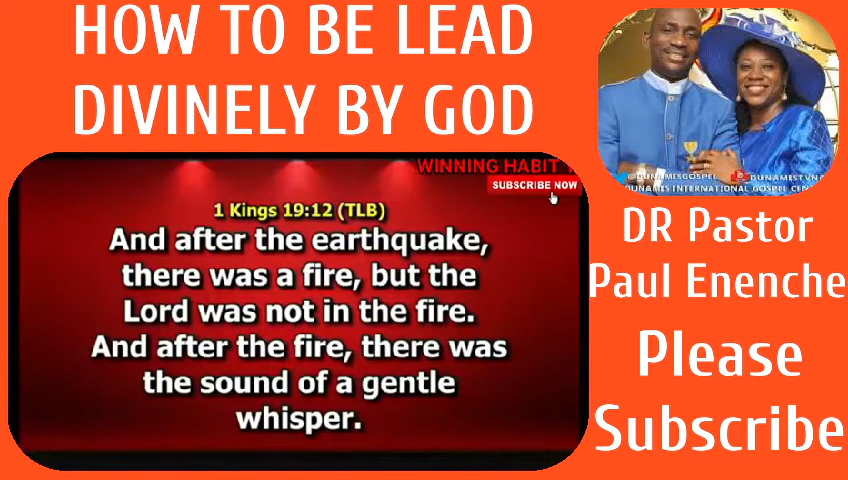 HOW TO BE LEAD
DIVINELY BY GOD
WINNING HABIT
SUBSCRIBE NOW
1 Kings 19:12 (TLB)
And after the earthquake,
there was a fire, but the
Lord was not in the fire.
And after the fire, there was
the sound of a gentle
whisper.
@DUNAMISGOSPEL
DUNAMISTVNG
DUNAMIS INTERNATIONAL GOSPEL CENT
DR Pastor
Paul Enenche
Please
Subscribe